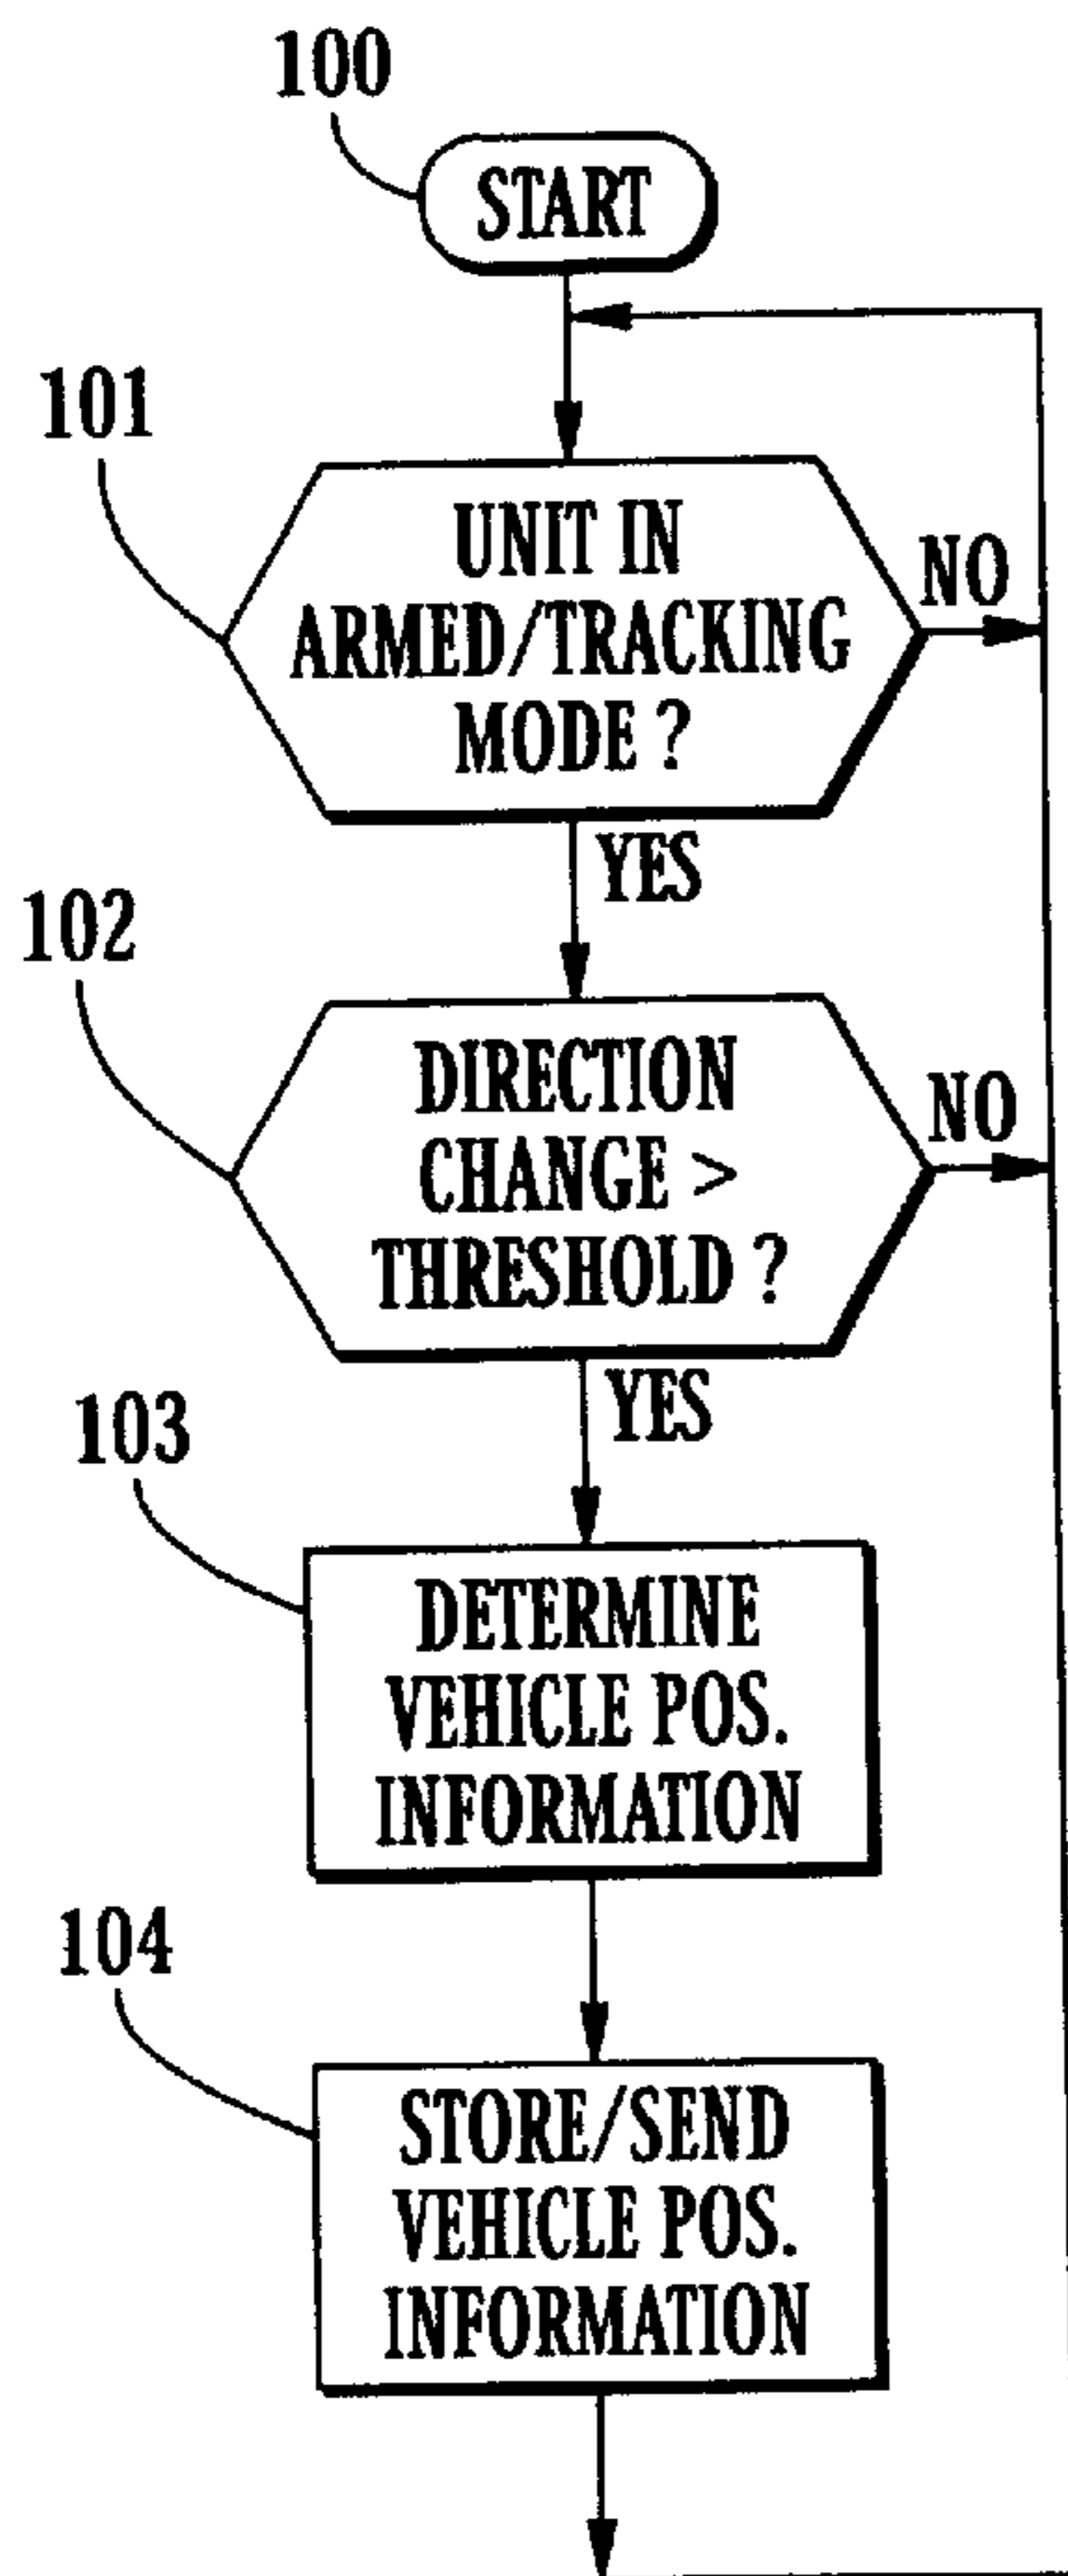 100
START
101
UNIT IN
ARMED/TRACKING
MODE ?
NO
YES
102
DIRECTION
CHANGE >
THRESHOLD ?
NO
YES
103
DETERMINE
VEHICLE POS.
INFORMATION
104
STORE/SEND
VEHICLE POS.
INFORMATION